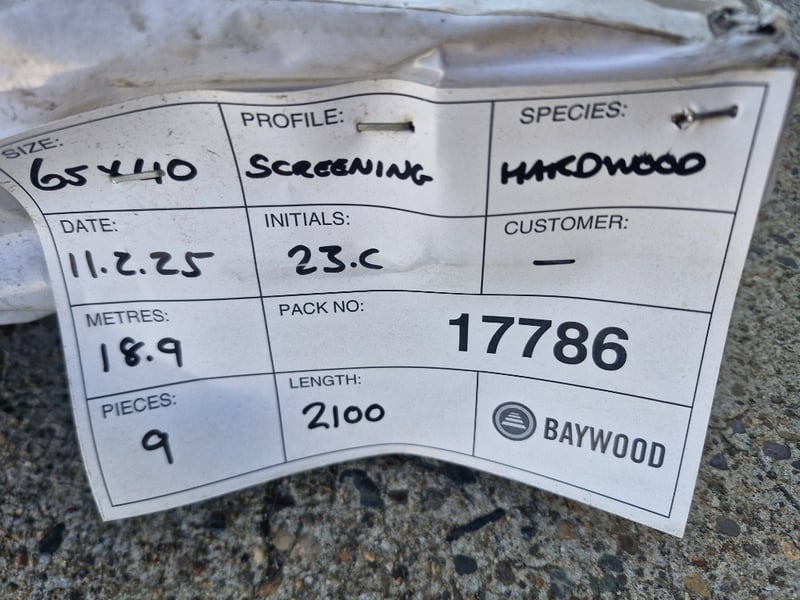 SIZE:
65x40
PROFILE:
SCREENING
SPECIES:
HARDWOOD
DATE:
11.2.25
INITIALS:
23.C
CUSTOMER:
—
METRES:
18.9
PACK NO:
17786
PIECES:
9
LENGTH:
2100
BAYWOOD